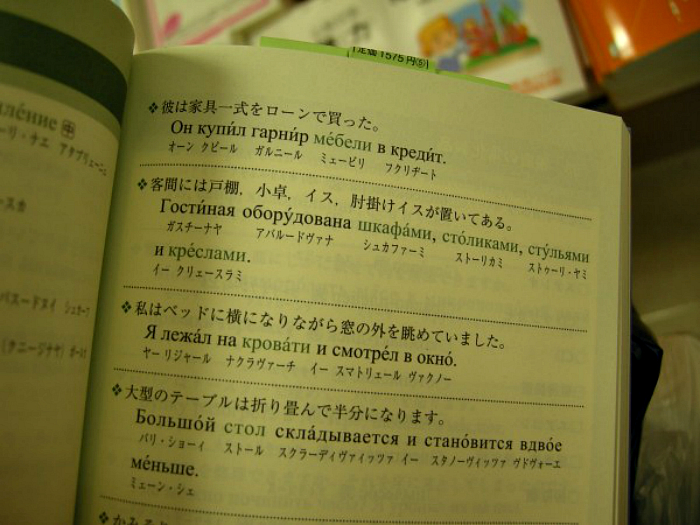 定価1575円⑤
❖彼は家具一式をローンで買った。
Он купи́л гарни́р ме́бели в креди́т.
オーン クピール ガルニール ミェービリ フクリヂート
❖客間には戸棚，小卓，イス，肘掛けイスが置いてある。
Гости́ная обору́дована шкафа́ми, сто́ликами, сту́льями
ガスチーナヤ アバルードヴァナ シュカファーミ ストーリカミ ストゥーリ・ヤミ
и кре́слами.
イー クリェースラミ
❖私はベッドに横になりながら窓の外を眺めていました。
Я лежа́л на крова́ти и смотре́л в окно́.
ヤー リジャール ナクラヴァーチ イー スマトリェール ヴァクノー
❖大型のテーブルは折り畳んで半分になります。
Большо́й стол скла́дывается и стано́вится вдво́е
バリ・ショーイ ストール スクラーディヴァイッツァ イー スタノーヴィッツァ ヴドヴォーエ
ме́ньше.
ミェーン・シェ